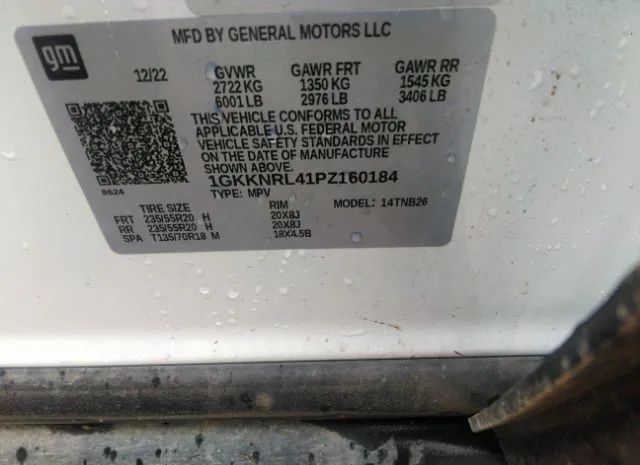 gm
MFD BY GENERAL MOTORS LLC
12/22 GVWR GAWR FRT GAWR RR
2722 KG 1350 KG 1545 KG
6001 LB 2976 LB 3406 LB
THIS VEHICLE CONFORMS TO ALL
APPLICABLE U.S. FEDERAL MOTOR
VEHICLE SAFETY STANDARDS IN EFFECT
ON THE DATE OF MANUFACTURE
SHOWN ABOVE.
1GKKNRL41PZ160184
8624 TYPE: MPV MODEL: 14TNB26
TIRE SIZE RIM
FRT 235/55R20 H 20X8J
RR 235/55R20 H 20X8J
SPA T135/70R18 M 18X4.5B